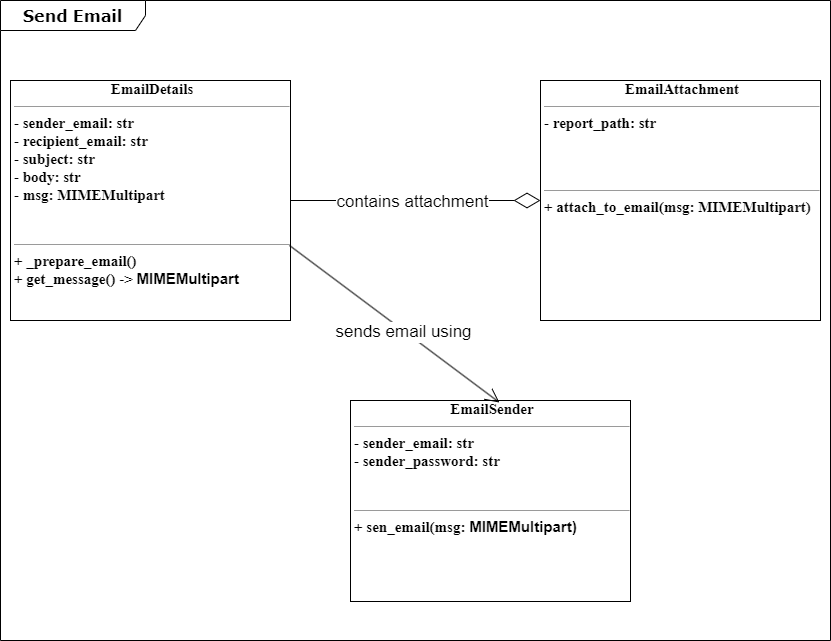 Send Email
EmailDetails
- sender_email: str
- recipient_email: str
- subject: str
- body: str
- msg: MIMEMultipart
+ _prepare_email()
+ get_message() -> MIMEMultipart
contains attachment
EmailAttachment
- report_path: str
+ attach_to_email(msg: MIMEMultipart)
sends email using
EmailSender
- sender_email: str
- sender_password: str
+ sen_email(msg: MIMEMultipart)